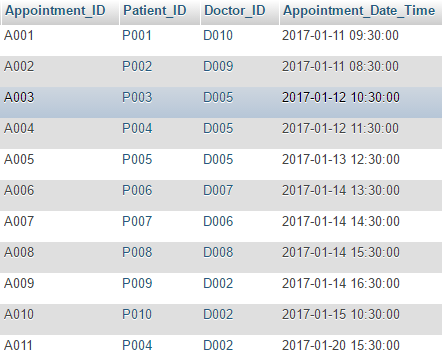 Appointment_ID Patient_ID Doctor_ID Appointment_Date_Time
A001 P001 D010 2017-01-11 09:30:00
A002 P002 D009 2017-01-11 08:30:00
A003 P003 D005 2017-01-12 10:30:00
A004 P004 D005 2017-01-12 11:30:00
A005 P005 D005 2017-01-13 12:30:00
A006 P006 D007 2017-01-14 13:30:00
A007 P007 D006 2017-01-14 14:30:00
A008 P008 D008 2017-01-14 15:30:00
A009 P009 D002 2017-01-14 16:30:00
A010 P010 D002 2017-01-15 10:30:00
A011 P004 D002 2017-01-20 15:30:00